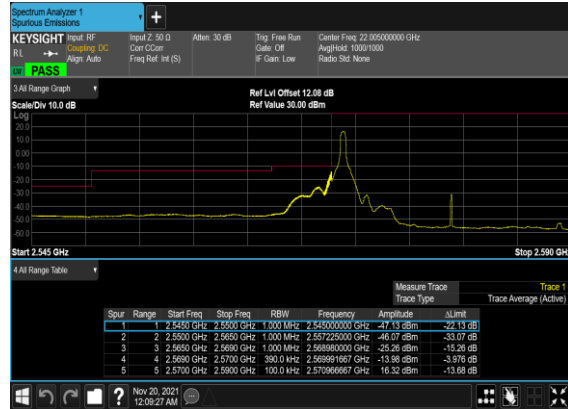 Spectrum Analyzer 1
Spurious Emissions
KEYSIGHT Input: RF Input Z: 50 Ω Atten: 30 dB Trig: Free Run Center Freq: 22.005000000 GHz
RL Coupling: DC Corr CCorr Gate: Off Avg|Hold: 1000/1000
Align: Auto Freq Ref: Int (S) IF Gain: Low Radio Std: None
PASS
3 All Range Graph
Ref Lvl Offset 12.08 dB
Scale/Div 10.0 dB Ref Value 30.00 dBm
Log
20.0
10.0
0.00
-10.0
-20.0
-30.0
-40.0
-50.0
-60.0
Start 2.545 GHz Stop 2.590 GHz
4 All Range Table
Measure Trace Trace 1
Trace Type Trace Average (Active)
Spur Range Start Freq Stop Freq RBW Frequency Amplitude ΔLimit
1 1 2.5450 GHz 2.5500 GHz 1.000 MHz 2.545000000 GHz -47.13 dBm -22.13 dB
2 2 2.5500 GHz 2.5650 GHz 1.000 MHz 2.557225000 GHz -46.07 dBm -33.07 dB
3 3 2.5650 GHz 2.5690 GHz 1.000 MHz 2.568980000 GHz -25.26 dBm -15.26 dB
4 4 2.5690 GHz 2.5700 GHz 390.0 kHz 2.569991667 GHz -13.98 dBm -3.976 dB
5 5 2.5700 GHz 2.5900 GHz 100.0 kHz 2.570966667 GHz 16.32 dBm -13.68 dB
? Nov 20, 2021
12:09:27 AM